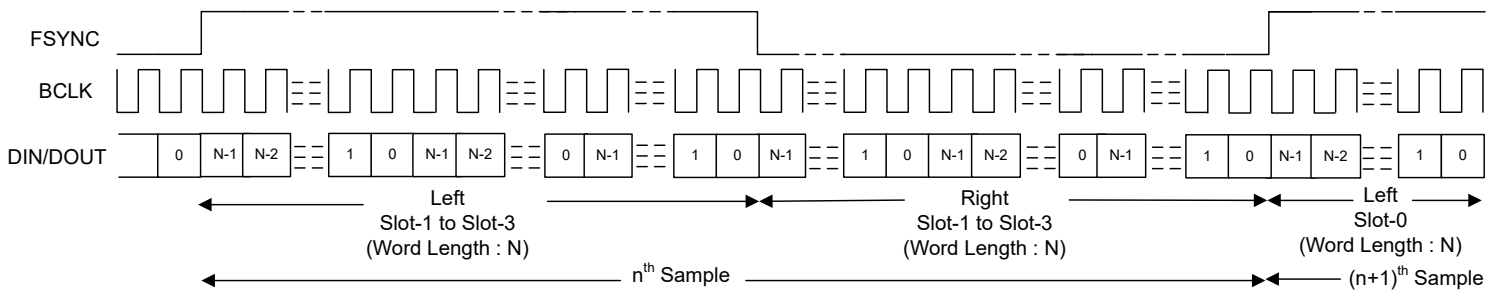 FSYNC
BCLK
DIN/DOUT 0 N-1 N-2 1 0 N-1 N-2 0 N-1 1 0 N-1 1 0 N-1 N-2 0 N-1 1 0 N-1 N-2 1 0
Left
Slot-1 to Slot-3
(Word Length : N)
Right
Slot-1 to Slot-3
(Word Length : N)
Left
Slot-0
(Word Length : N)
nth Sample
(n+1)th Sample